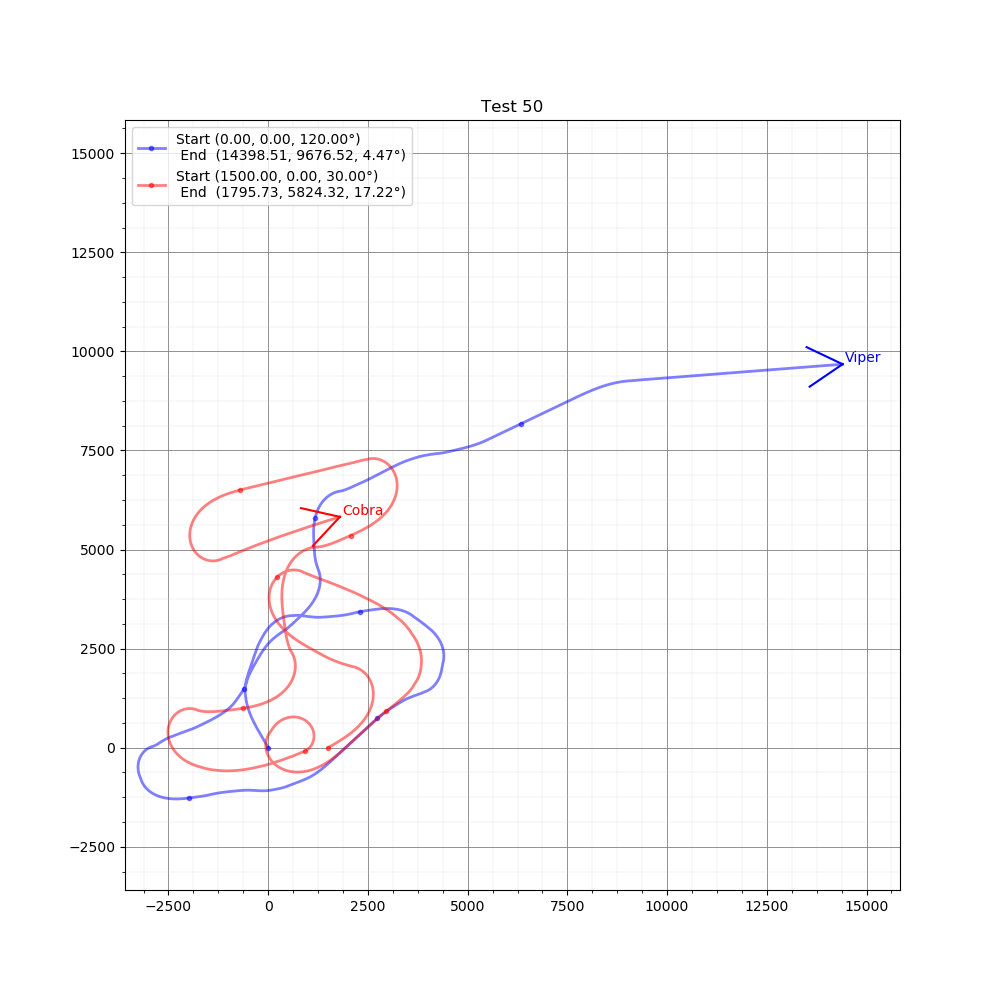 Test 50
Start (0.00, 0.00, 120.00°)
End (14398.51, 9676.52, 4.47°)
Start (1500.00, 0.00, 30.00°)
End (1795.73, 5824.32, 17.22°)
15000
12500
10000
7500
5000
2500
0
−2500
Viper
Cobra
−2500 0 2500 5000 7500 10000 12500 15000